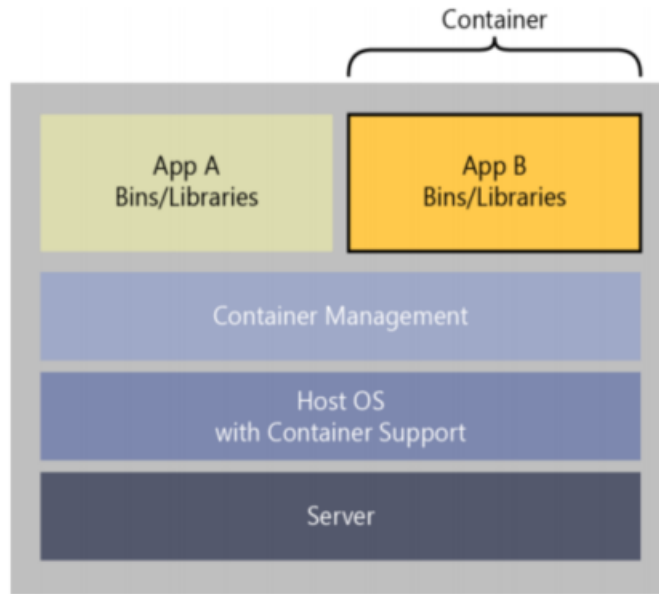 Container
App A
Bins/Libraries
App B
Bins/Libraries
Container Management
Host OS
with Container Support
Server